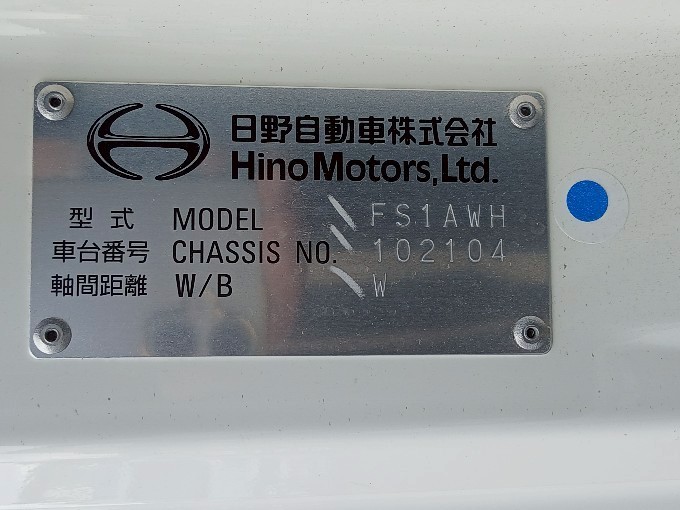 日野自動車株式会社
Hino Motors, Ltd.
型式 MODEL FS1AWH
車台番号 CHASSIS NO. 102104
軸間距離 W/B W